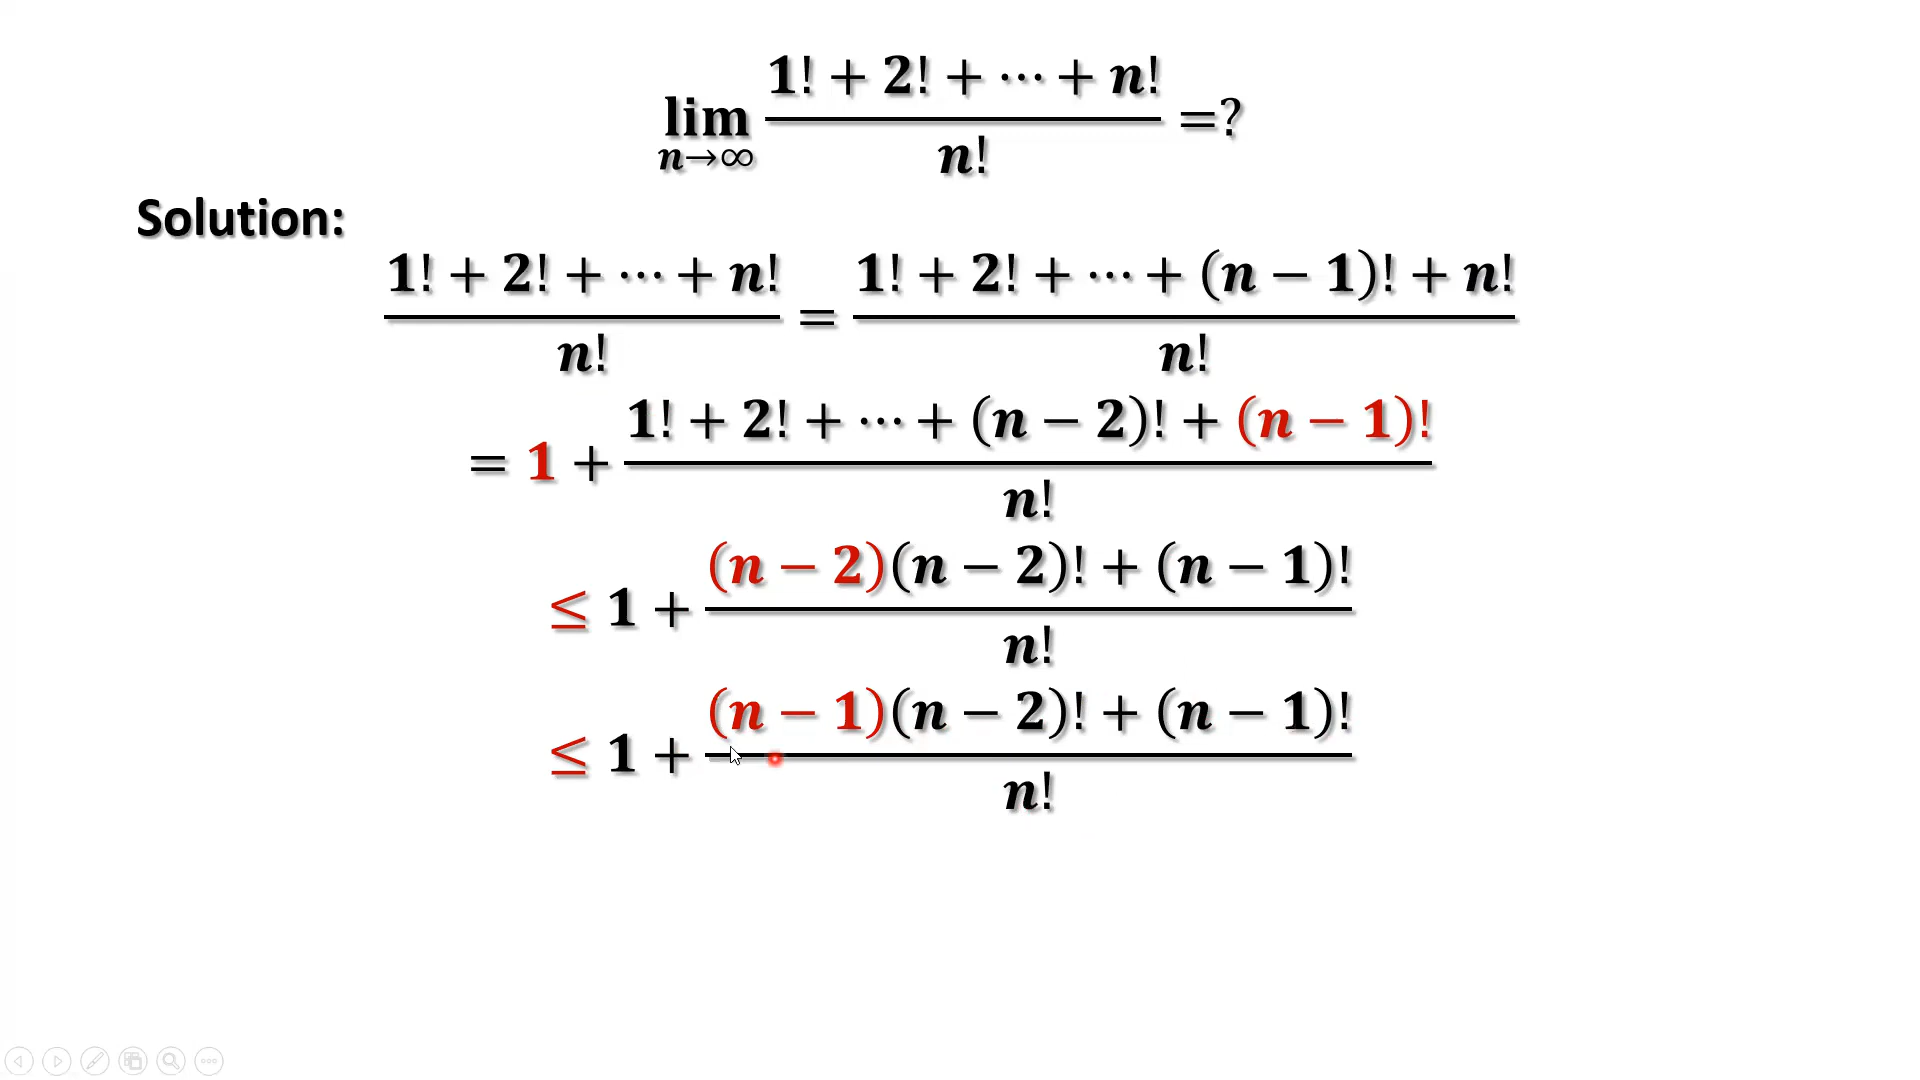 lim n→∞ (1! + 2! + ⋯ + n!)/n! =?
Solution:
(1! + 2! + ⋯ + n!)/n! = (1! + 2! + ⋯ + (n − 1)! + n!)/n!
= 1 + (1! + 2! + ⋯ + (n − 2)! + (n − 1)!)/n!
≤ 1 + ((n − 2)(n − 2)! + (n − 1)!)/n!
≤ 1 + ((n − 1)(n − 2)! + (n − 1)!)/n!